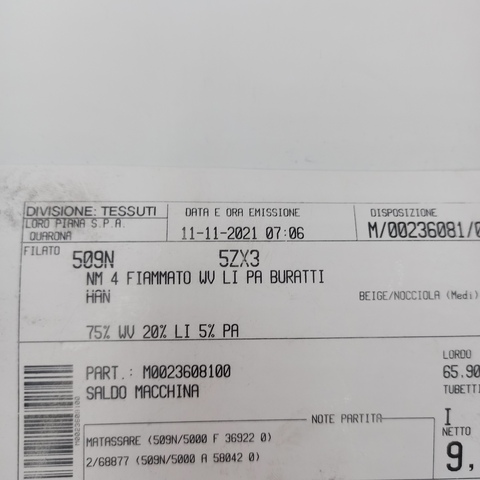 DIVISIONE: TESSUTI
LORO PIANA S.P.A.
QUARONA
DATA E ORA EMISSIONE
11-11-2021 07:06
DISPOSIZIONE
M/00236081/0
FILATO
509N 5ZX3
NM 4 FIAMMATO WV LI PA BURATTI
HAN
BEIGE/NOCCIOLA (Medi)
75% WV 20% LI 5% PA
PART.: M0023608100
SALDO MACCHINA
LORDO
65.90
TUBETTI
I
NETTO
9,
NOTE PARTITA
MATASSARE (509N/5000 F 36922 0)
2/68877 (509N/5000 A 58042 0)
M0023608100